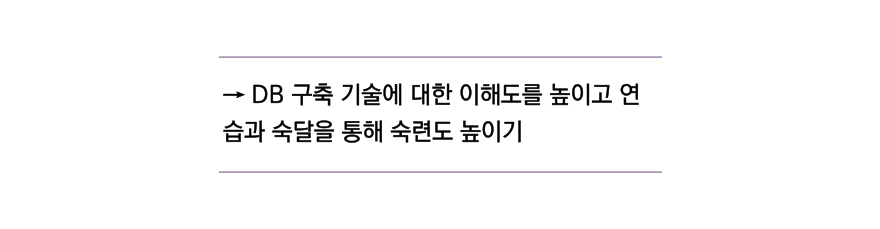 → DB 구축 기술에 대한 이해도를 높이고 연
습과 숙달을 통해 숙련도 높이기